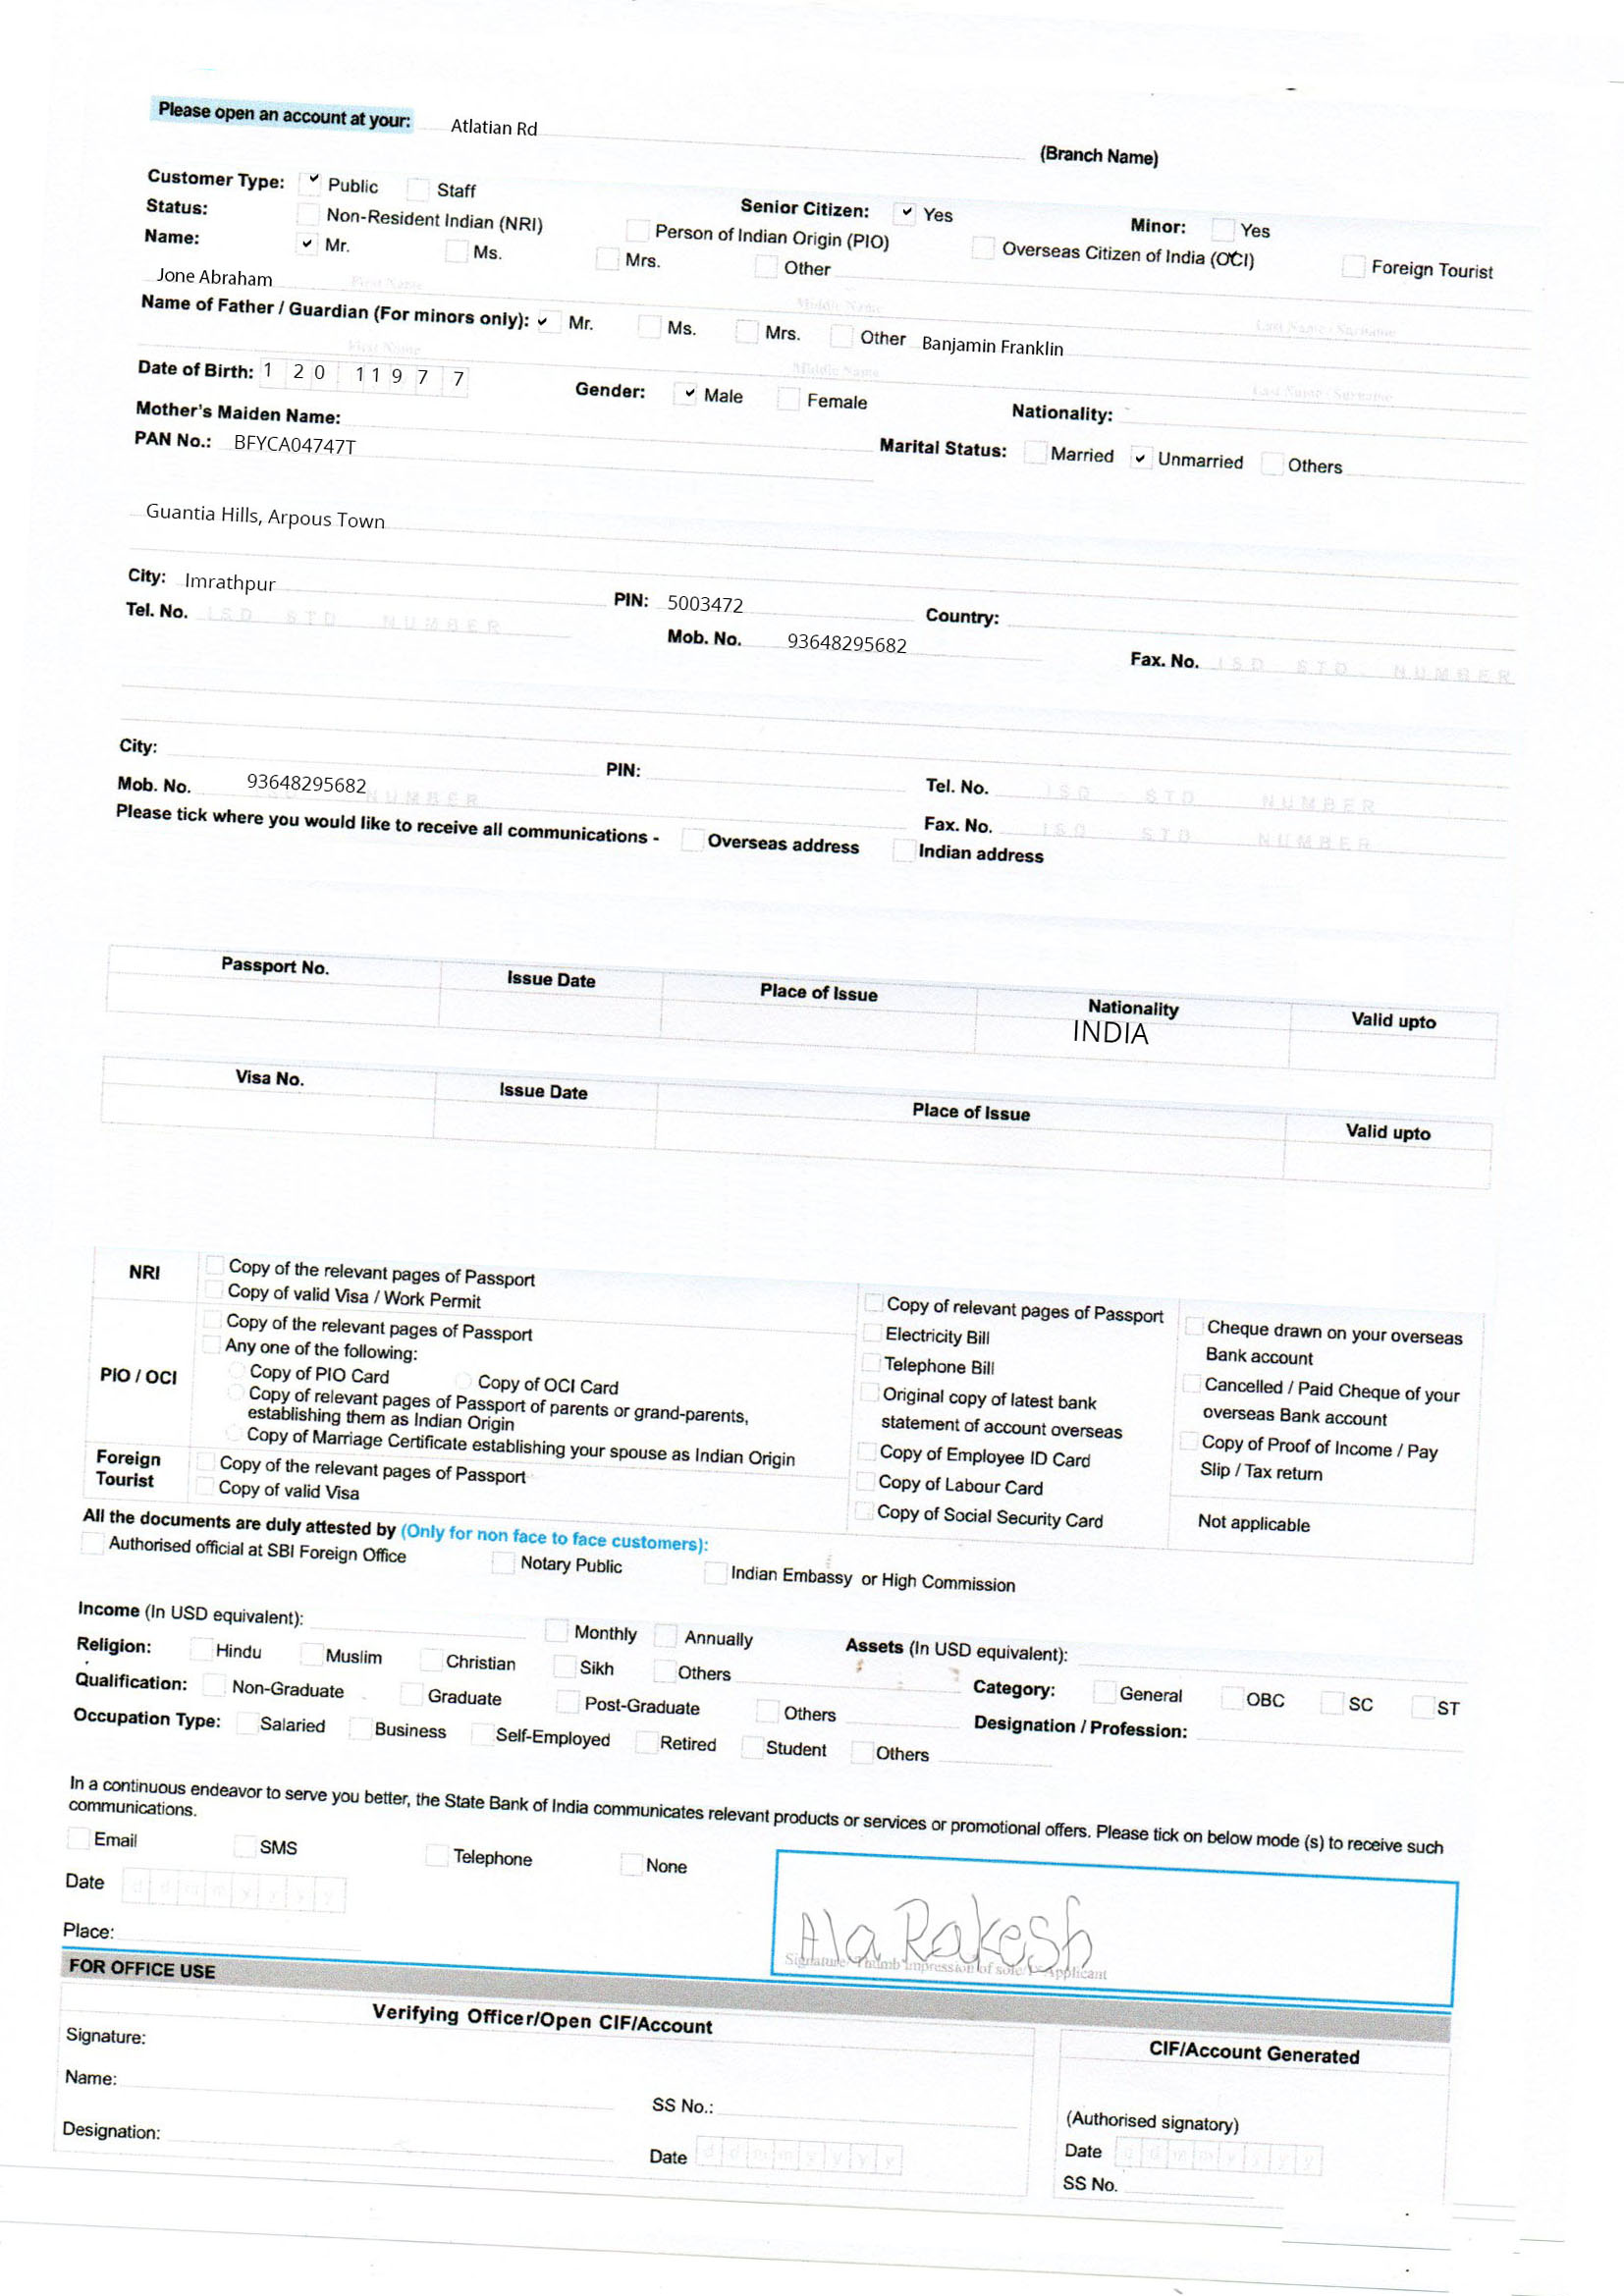 Please open an account at your: Atlatian Rd (Branch Name)
Customer Type: Public Staff Senior Citizen: Yes Minor: Yes
Status: Non-Resident Indian (NRI) Person of Indian Origin (PIO) Overseas Citizen of India (OCI) Foreign Tourist
Name: Mr. Ms. Mrs. Other
Jone Abraham First Name Middle Name Last Name / Surname
Name of Father / Guardian (For minors only): Mr. Ms. Mrs. Other Banjamin Franklin
First Name Middle Name Last Name / Surname
Date of Birth: 1 2 0 1 1 9 7 7 Gender: Male Female Nationality:
Mother's Maiden Name: Marital Status: Married Unmarried Others
PAN No.: BFYCA04747T
Guantia Hills, Arpous Town
City: Imrathpur PIN: 5003472 Country:
Tel. No. ISD STD NUMBER Mob. No. 93648295682 Fax. No. ISD STD NUMBER
City: PIN: Tel. No. ISD STD NUMBER
Mob. No. 93648295682 NUMBER Fax. No. ISD STD NUMBER
Please tick where you would like to receive all communications - Overseas address Indian address
Passport No. Issue Date Place of Issue Nationality Valid upto
INDIA
Visa No. Issue Date Place of Issue Valid upto
NRI Copy of the relevant pages of Passport
Copy of valid Visa / Work Permit
PIO / OCI Copy of the relevant pages of Passport
Any one of the following:
Copy of PIO Card Copy of OCI Card
Copy of relevant pages of Passport of parents or grand-parents,
establishing them as Indian Origin
Copy of Marriage Certificate establishing your spouse as Indian Origin
Foreign Tourist Copy of the relevant pages of Passport
Copy of valid Visa
Copy of relevant pages of Passport
Electricity Bill
Telephone Bill
Original copy of latest bank
statement of account overseas
Copy of Employee ID Card
Copy of Labour Card
Copy of Social Security Card
Cheque drawn on your overseas
Bank account
Cancelled / Paid Cheque of your
overseas Bank account
Copy of Proof of Income / Pay
Slip / Tax return
Not applicable
All the documents are duly attested by (Only for non face to face customers):
Authorised official at SBI Foreign Office Notary Public Indian Embassy or High Commission
Income (In USD equivalent): Monthly Annually Assets (In USD equivalent):
Religion: Hindu Muslim Christian Sikh Others Category: General OBC SC ST
Qualification: Non-Graduate Graduate Post-Graduate Others Designation / Profession:
Occupation Type: Salaried Business Self-Employed Retired Student Others
In a continuous endeavor to serve you better, the State Bank of India communicates relevant products or services or promotional offers. Please tick on below mode (s) to receive such
communications.
Email SMS Telephone None
Date d d m m y y y y
Ala Rakesh
Signature/ Thumb impression of sole/1st Applicant
Place:
FOR OFFICE USE
Verifying Officer/Open CIF/Account
Signature:
Name: SS No.:
Designation: Date d d m m y y y y
CIF/Account Generated
(Authorised signatory)
Date d d m m y y y y
SS No.